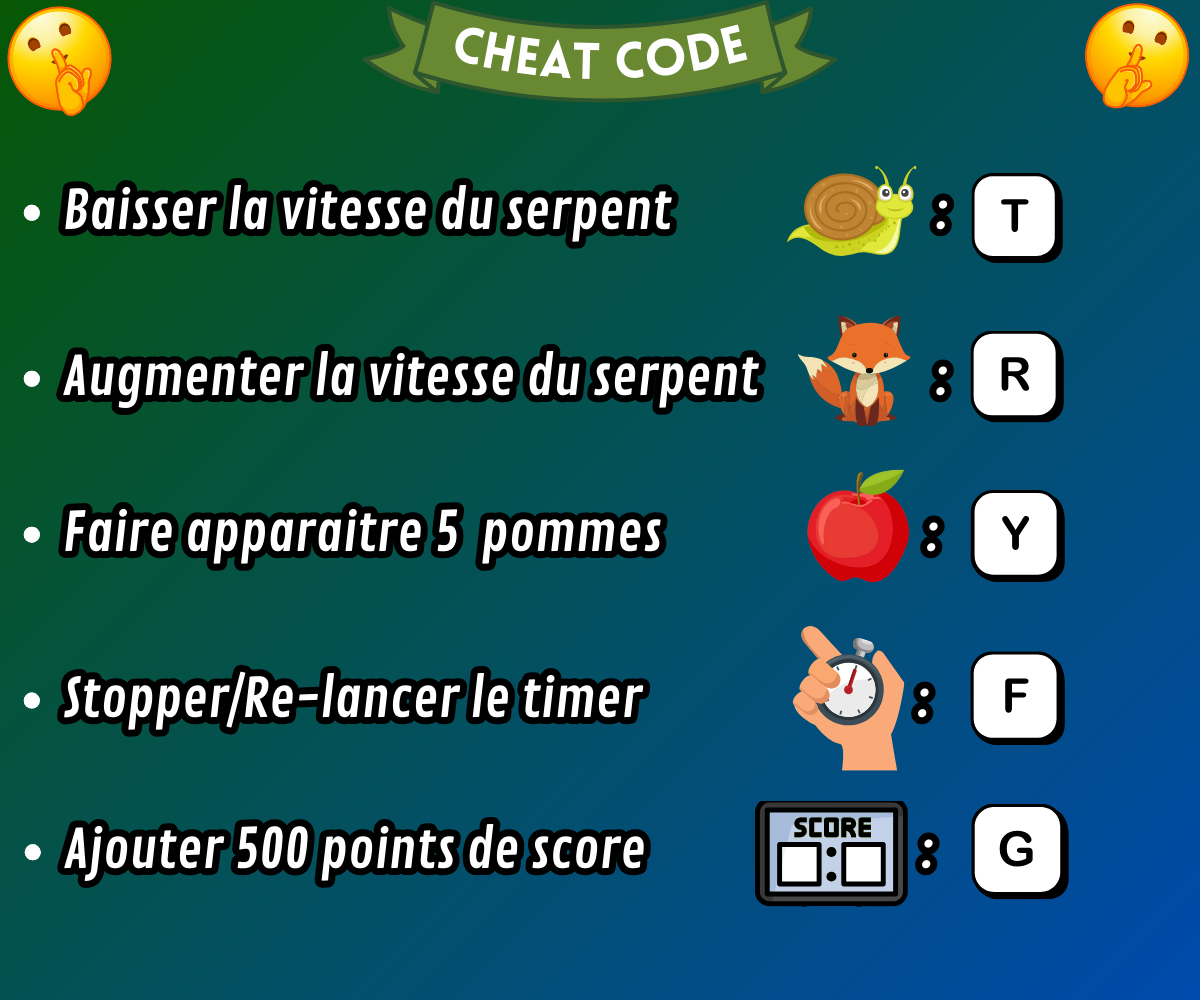 CHEAT CODE
• Baisser la vitesse du serpent : T
• Augmenter la vitesse du serpent : R
• Faire apparaitre 5 pommes : Y
• Stopper/Re-lancer le timer : F
• Ajouter 500 points de score SCORE : G